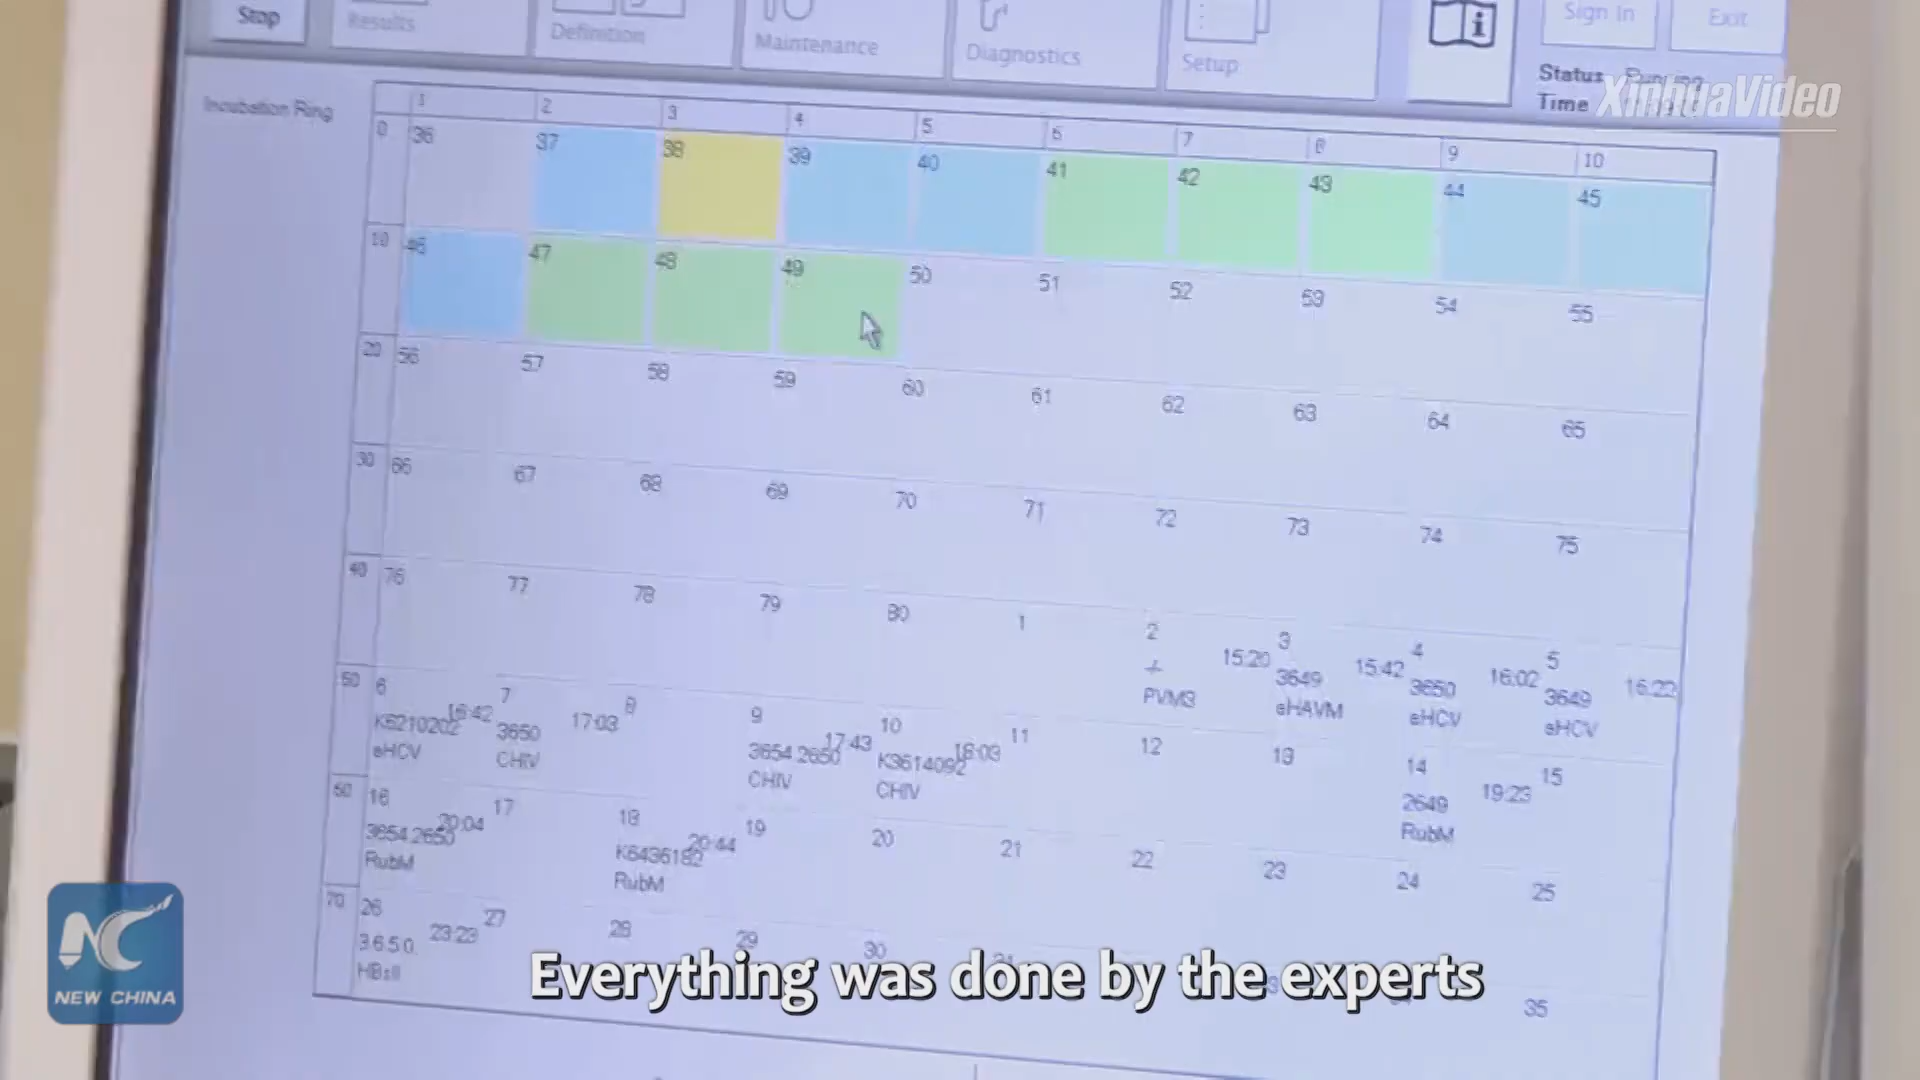 Stop
Results
Definition
Maintenance
Diagnostics
Setup
Sign In
Exit
Status Running
Time
XinhuaVideo
Incubation Ring
1 2 3 4 5 6 7 8 9 10
0 36 37 38 39 40 41 42 43 44 45
10 46 47 48 49 50 51 52 53 54 55
20 56 57 58 59 60 61 62 63 64 65
30 66 67 68 69 70 71 72 73 74 75
40 76 77 78 79 80 1 2 3 4 5
15:20 15:42 16:02 16:22
3649 3650 3649
PVM3 eHAVM eHCV eHCV
50 6 7 8 9 10 11 12 13 14 15
K6210202 16:42 3650 17:03 3654 2650 17:43 K3614092 18:03 2649 19:23
eHCV CHIV CHIV CHIV RubM
60 16 17 18 19 20 21 22 23 24 25
3654 2650 20:04 K6436182 20:44
RubM RubM
70 26 27 28 29 30 35
3650 23:23
Everything was done by the experts
NC
NEW CHINA